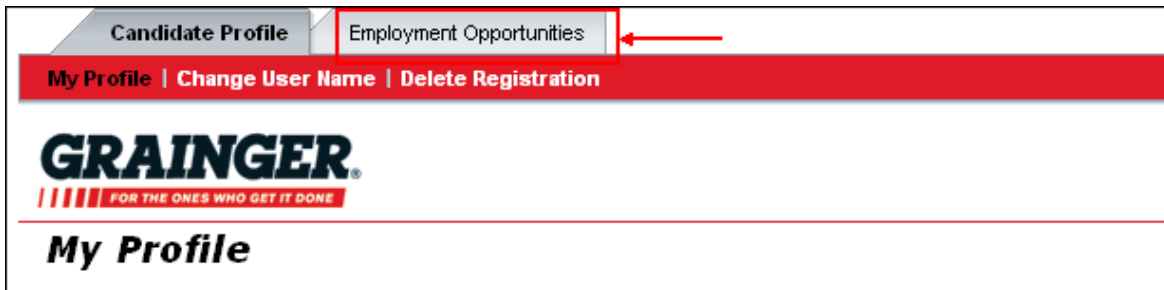 Candidate Profile Employment Opportunities
My Profile | Change User Name | Delete Registration
GRAINGER®
FOR THE ONES WHO GET IT DONE
My Profile